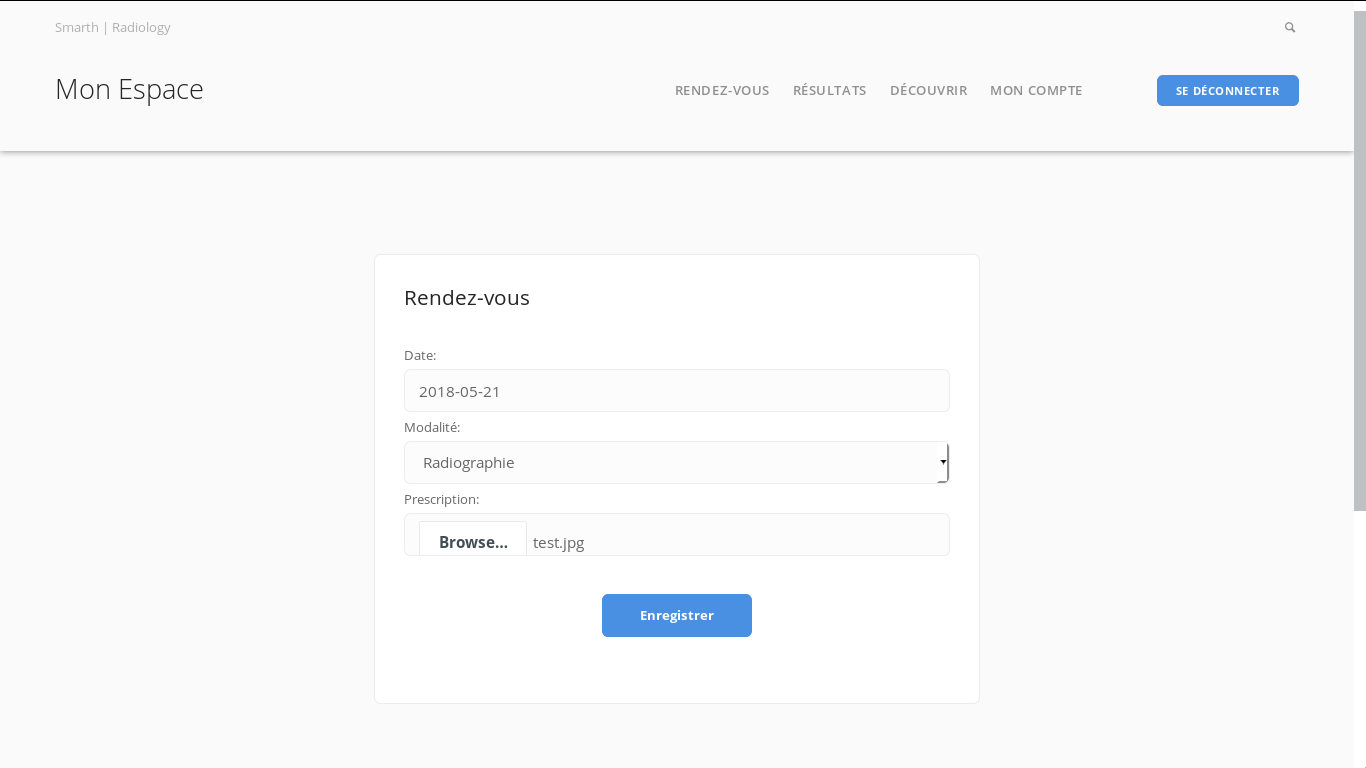 Smarth | Radiology
Mon Espace
RENDEZ-VOUS RÉSULTATS DÉCOUVRIR MON COMPTE SE DÉCONNECTER
Rendez-vous
Date:
2018-05-21
Modalité:
Radiographie
Prescription:
Browse... test.jpg
Enregistrer